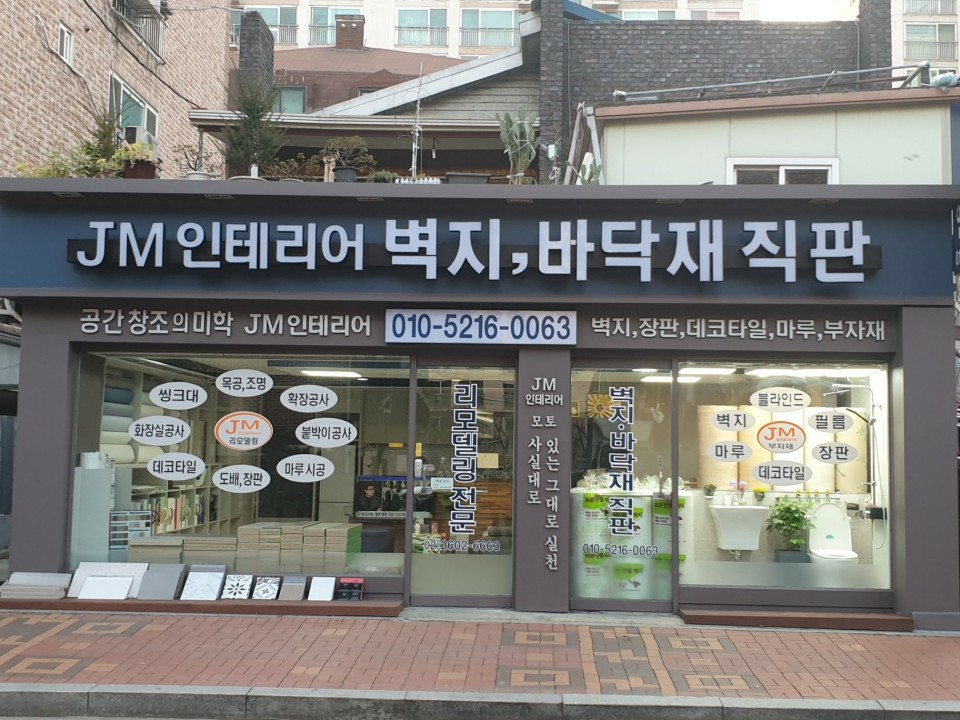 JM 인테리어 벽지, 바닥재 직판
공간창조의미학 JM인테리어
010-5216-0063
벽지,장판,데코타일,마루,부자재
목공,조명
씽크대
확장공사
화장실공사
JM
리모델링
붙박이공사
데코타일
마루시공
도배,장판
리모델링전문
02)2602-6663
JM
인테리어
모토
사실대로
있는 그대로 실천
벽지·바닥재직판
010-5216-0063
블라인드
벽지
필름
JM
부자재
마루
장판
데코타일